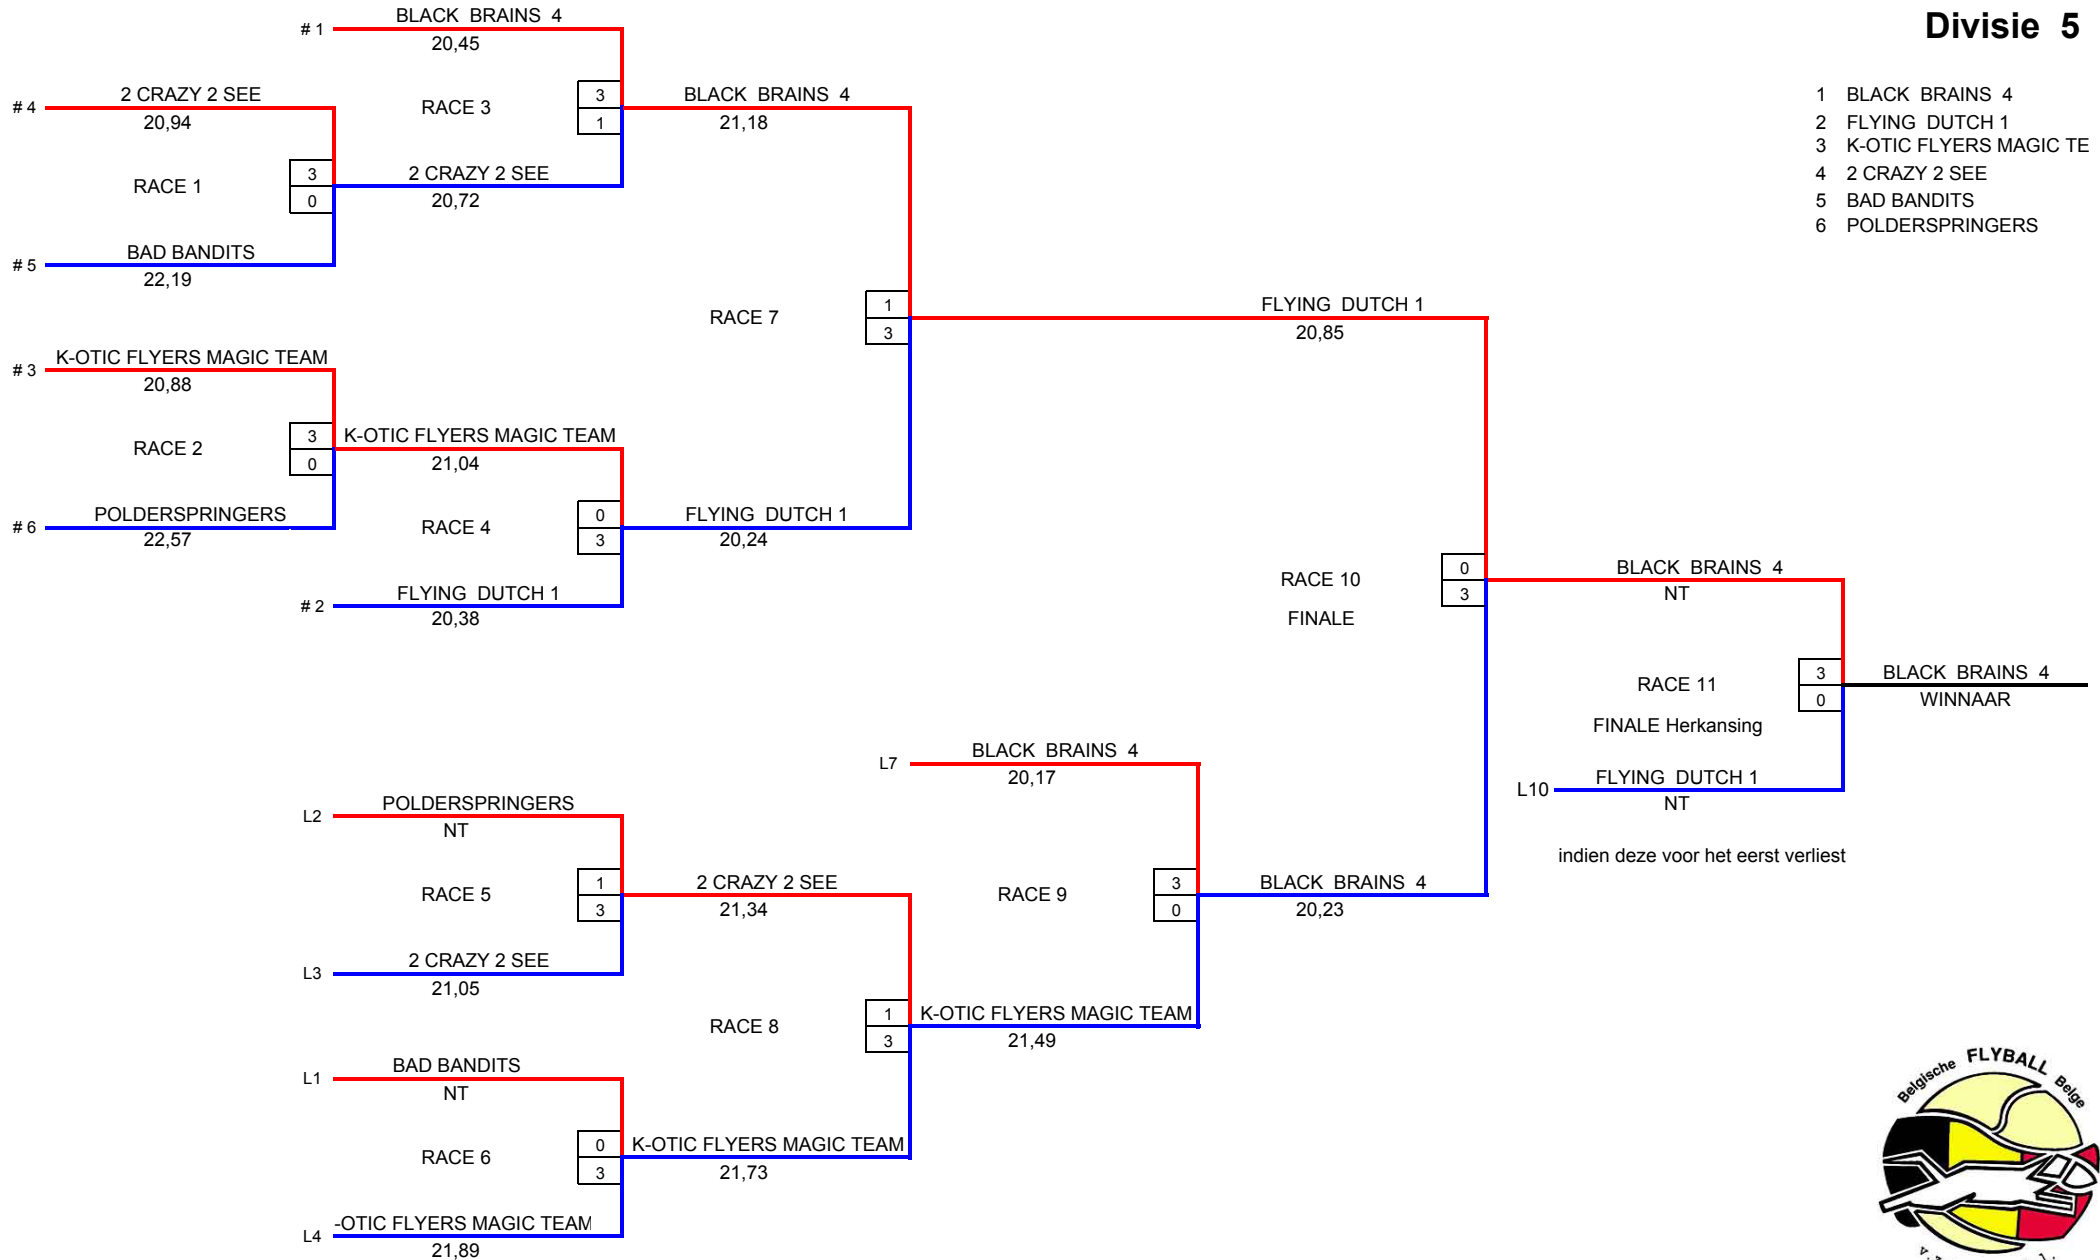 Divisie 5
1 BLACK BRAINS 4
2 FLYING DUTCH 1
3 K-OTIC FLYERS MAGIC TE
4 2 CRAZY 2 SEE
5 BAD BANDITS
6 POLDERSPRINGERS
# 1
BLACK BRAINS 4
20,45
# 4
2 CRAZY 2 SEE
20,94
RACE 3
3
1
BLACK BRAINS 4
21,18
RACE 1
3
0
2 CRAZY 2 SEE
20,72
# 5
BAD BANDITS
22,19
RACE 7
1
3
FLYING DUTCH 1
20,85
# 3
K-OTIC FLYERS MAGIC TEAM
20,88
RACE 2
3
0
K-OTIC FLYERS MAGIC TEAM
21,04
# 6
POLDERSPRINGERS
22,57
RACE 4
0
3
FLYING DUTCH 1
20,24
# 2
FLYING DUTCH 1
20,38
RACE 10
FINALE
0
3
BLACK BRAINS 4
NT
RACE 11
FINALE Herkansing
3
0
BLACK BRAINS 4
WINNAAR
L10
FLYING DUTCH 1
NT
indien deze voor het eerst verliest
L7
BLACK BRAINS 4
20,17
L2
POLDERSPRINGERS
NT
RACE 5
1
3
2 CRAZY 2 SEE
21,34
RACE 9
3
0
BLACK BRAINS 4
20,23
L3
2 CRAZY 2 SEE
21,05
RACE 8
1
3
K-OTIC FLYERS MAGIC TEAM
21,49
L1
BAD BANDITS
NT
RACE 6
0
3
K-OTIC FLYERS MAGIC TEAM
21,73
L4
-OTIC FLYERS MAGIC TEAM
21,89
Belgische FLYBALL Belge